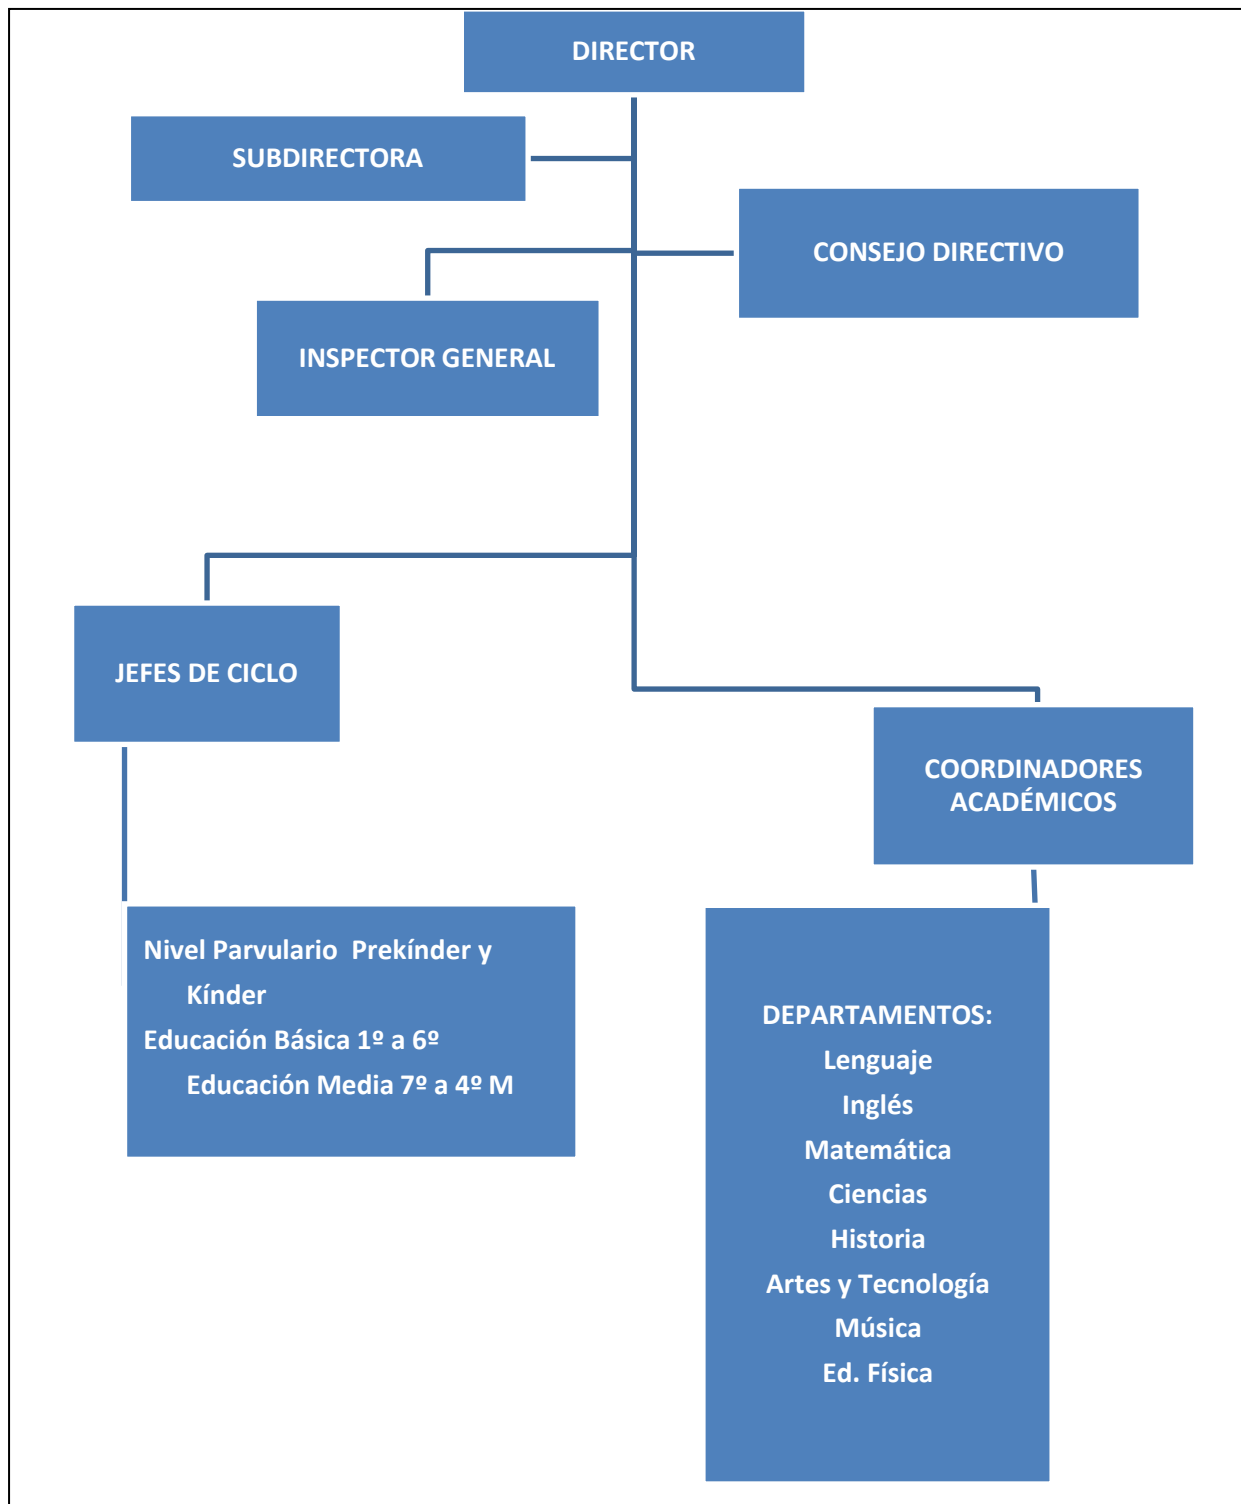 DIRECTOR
SUBDIRECTORA
CONSEJO DIRECTIVO
INSPECTOR GENERAL
JEFES DE CICLO
COORDINADORES
ACADÉMICOS
Nivel Parvulario  Prekínder y
Kínder
Educación Básica 1º a 6º
Educación Media 7º a 4º M
DEPARTAMENTOS:
Lenguaje
Inglés
Matemática
Ciencias
Historia
Artes y Tecnología
Música
Ed. Física